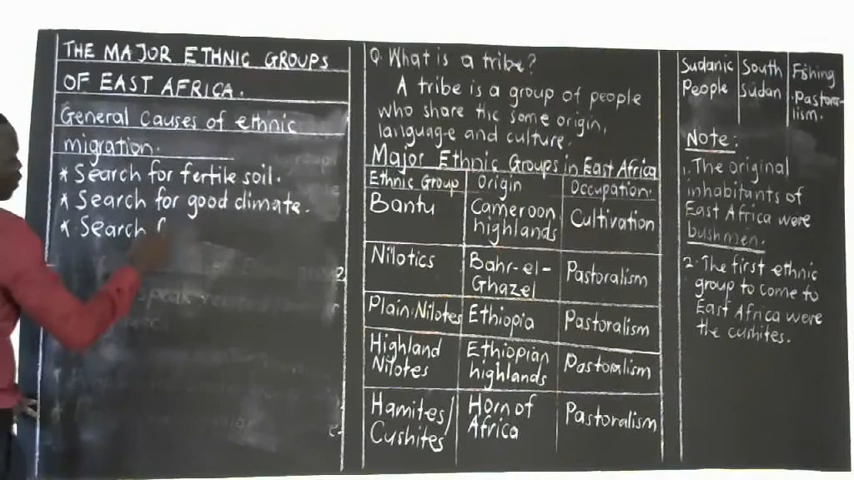 THE MAJOR ETHNIC GROUPS
OF EAST AFRICA.
General Causes of ethnic
migration.
* Search for fertile soil.
* Search for good climate.
* Search f
Q. What is a tribe?
A tribe is a group of people
who share the same origin,
language and culture.
Major Ethnic Groups in East Africa
Ethnic Group Origin Occupation.
Bantu Cameroon highlands Cultivation
Nilotics Bahr-el-Ghazel Pastoralism
Plain Nilotes Ethiopia Pastoralism
Highland Nilotes Ethiopian highlands Pastoralism
Hamites/Cushites Horn of Africa Pastoralism
Sudanic People South Sudan Fishing . Pastoralism.
Note:
1. The original
inhabitants of
East Africa were
bushmen.
2. The first ethnic
group to come to
East Africa were
the cushites.